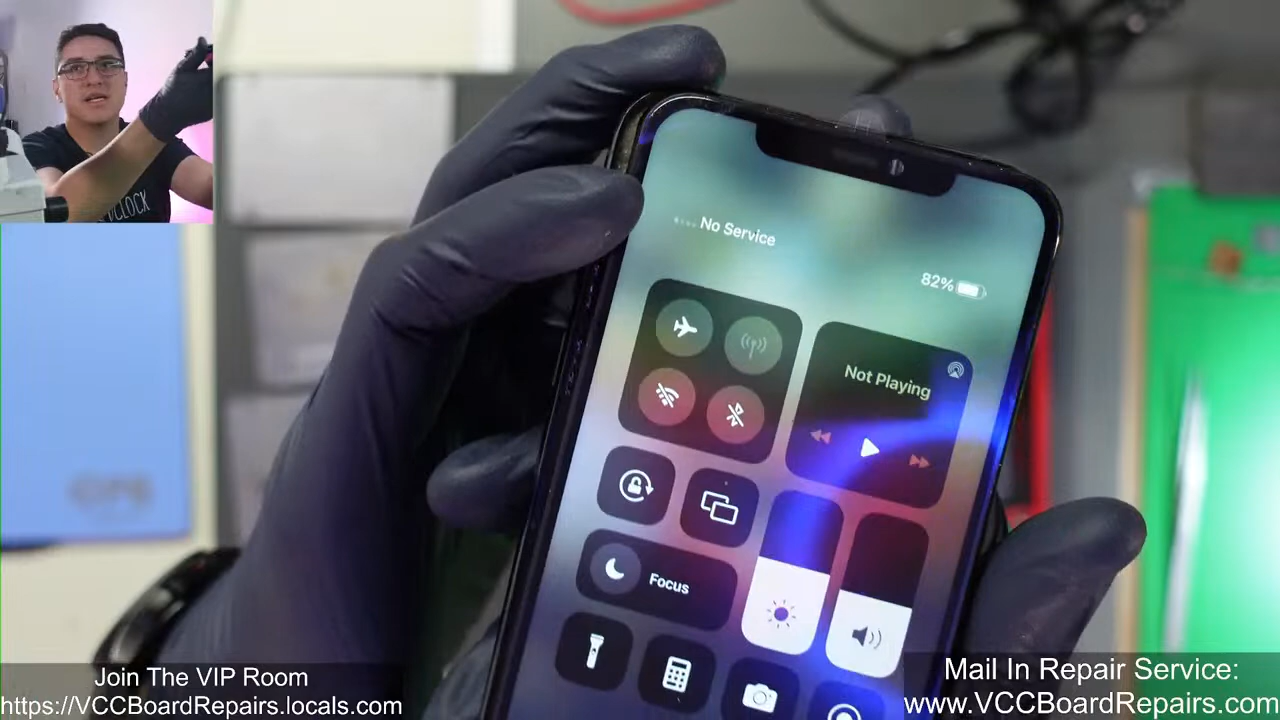 No Service
82%
Not Playing
Focus
Join The VIP Room
https://VCCBoardRepairs.locals.com
Mail In Repair Service:
www.VCCBoardRepairs.com